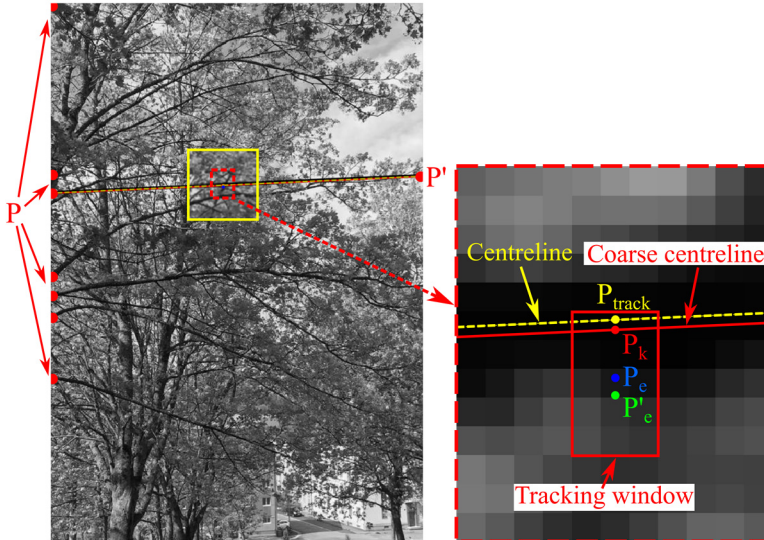 P
P'
Centreline
Coarse centreline
P_track
P_k
P_e
P'_e
Tracking window